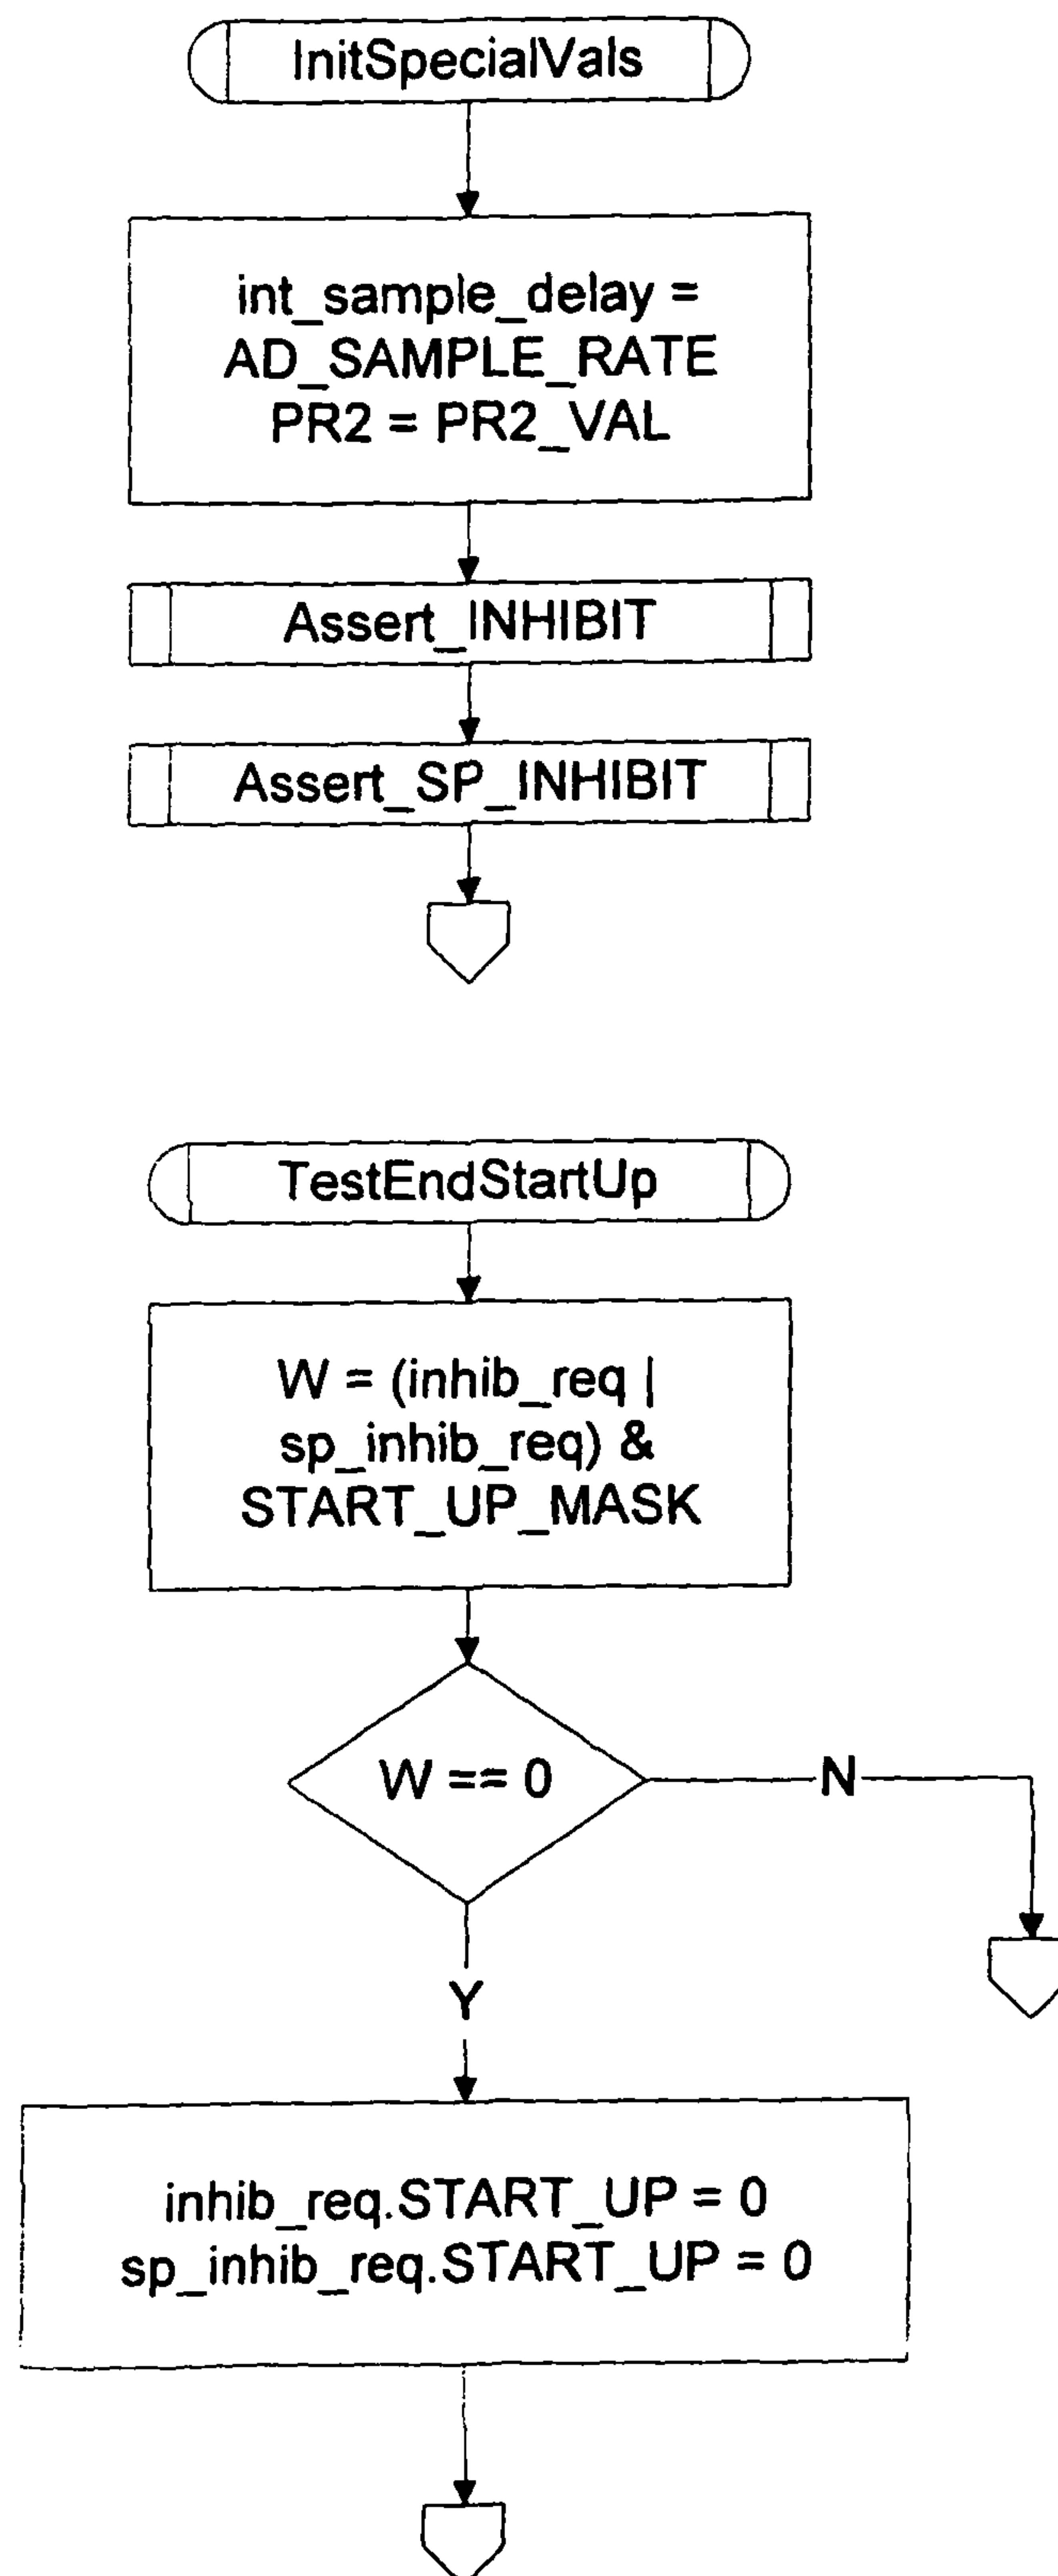 InitSpecialVals
int_sample_delay =
AD_SAMPLE_RATE
PR2 = PR2_VAL
Assert_INHIBIT
Assert_SP_INHIBIT
TestEndStartUp
W = (inhib_req |
sp_inhib_req) &
START_UP_MASK
W == 0
N
Y
inhib_req.START_UP = 0
sp_inhib_req.START_UP = 0